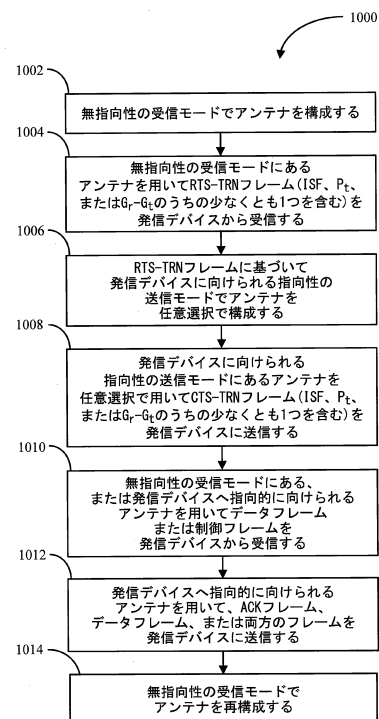 1000
1002
無指向性の受信モードでアンテナを構成する
1004
無指向性の受信モードにある
アンテナを用いてRTS-TRNフレーム(ISF、Pt、
またはGr-Gtのうちの少なくとも1つを含む)を
発信デバイスから受信する
1006
RTS-TRNフレームに基づいて
発信デバイスに向けられる指向性の
送信モードでアンテナを
任意選択で構成する
1008
発信デバイスに向けられる
指向性の送信モードにあるアンテナを
任意選択で用いてCTS-TRNフレーム(ISF、Pt、
またはGr-Gtのうちの少なくとも1つを含む)を
発信デバイスに送信する
1010
無指向性の受信モードにある、
または発信デバイスへ指向的に向けられる
アンテナを用いてデータフレーム
または制御フレームを
発信デバイスから受信する
1012
発信デバイスへ指向的に向けられる
アンテナを用いて、ACKフレーム、
データフレーム、または両方のフレームを
発信デバイスに送信する
1014
無指向性の受信モードで
アンテナを再構成する